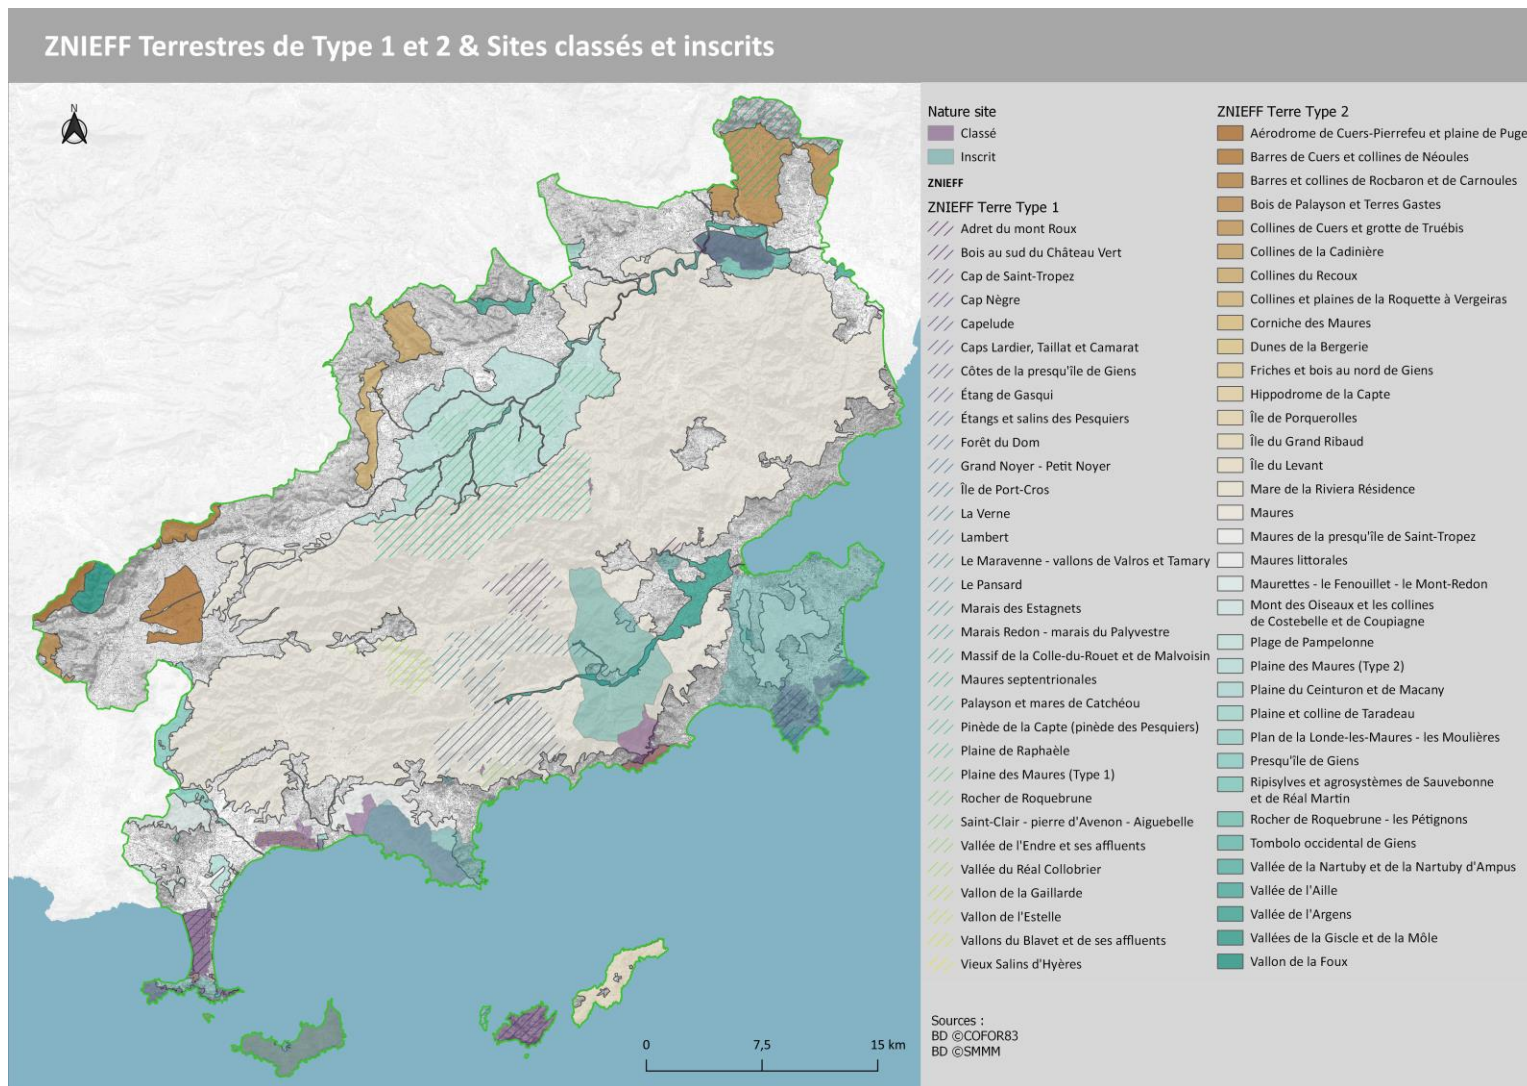 ZNIEFF Terrestres de Type 1 et 2 & Sites classés et inscrits
N
0
7,5
15 km
Nature site
Classé
Inscrit
ZNIEFF
ZNIEFF Terre Type 1
Adret du mont Roux
Bois au sud du Château Vert
Cap de Saint-Tropez
Cap Nègre
Capelude
Caps Lardier, Taillat et Camarat
Côtes de la presqu'île de Giens
Étang de Gasqui
Étangs et salins des Pesquiers
Forêt du Dom
Grand Noyer - Petit Noyer
Île de Port-Cros
La Verne
Lambert
Le Maravenne - vallons de Valros et Tamary
Le Pansard
Marais des Estagnets
Marais Redon - marais du Palyvestre
Massif de la Colle-du-Rouet et de Malvoisin
Maures septentrionales
Palayson et mares de Catchéou
Pinède de la Capte (pinède des Pesquiers)
Plaine de Raphaèle
Plaine des Maures (Type 1)
Rocher de Roquebrune
Saint-Clair - pierre d'Avenon - Aiguebelle
Vallée de l'Endre et ses affluents
Vallée du Réal Collobrier
Vallon de la Gaillarde
Vallon de l'Estelle
Vallons du Blavet et de ses affluents
Vieux Salins d'Hyères
ZNIEFF Terre Type 2
Aérodrome de Cuers-Pierrefeu et plaine de Puge
Barres de Cuers et collines de Néoules
Barres et collines de Rocbaron et de Carnoules
Bois de Palayson et Terres Gastes
Collines de Cuers et grotte de Truébis
Collines de la Cadinière
Collines du Recoux
Collines et plaines de la Roquette à Vergeiras
Corniche des Maures
Dunes de la Bergerie
Friches et bois au nord de Giens
Hippodrome de la Capte
Île de Porquerolles
Île du Grand Ribaud
Île du Levant
Mare de la Riviera Résidence
Maures
Maures de la presqu'île de Saint-Tropez
Maures littorales
Maurettes - le Fenouillet - le Mont-Redon
Mont des Oiseaux et les collines
de Costebelle et de Coupiagne
Plage de Pampelonne
Plaine des Maures (Type 2)
Plaine du Ceinturon et de Macany
Plaine et colline de Taradeau
Plan de la Londe-les-Maures - les Moulières
Presqu'île de Giens
Ripisylves et agrosystèmes de Sauvebonne
et de Réal Martin
Rocher de Roquebrune - les Pétignons
Tombolo occidental de Giens
Vallée de la Nartuby et de la Nartuby d'Ampus
Vallée de l'Aille
Vallée de l'Argens
Vallées de la Giscle et de la Môle
Vallon de la Foux
Sources :
BD ©COFOR83
BD ©SMMM